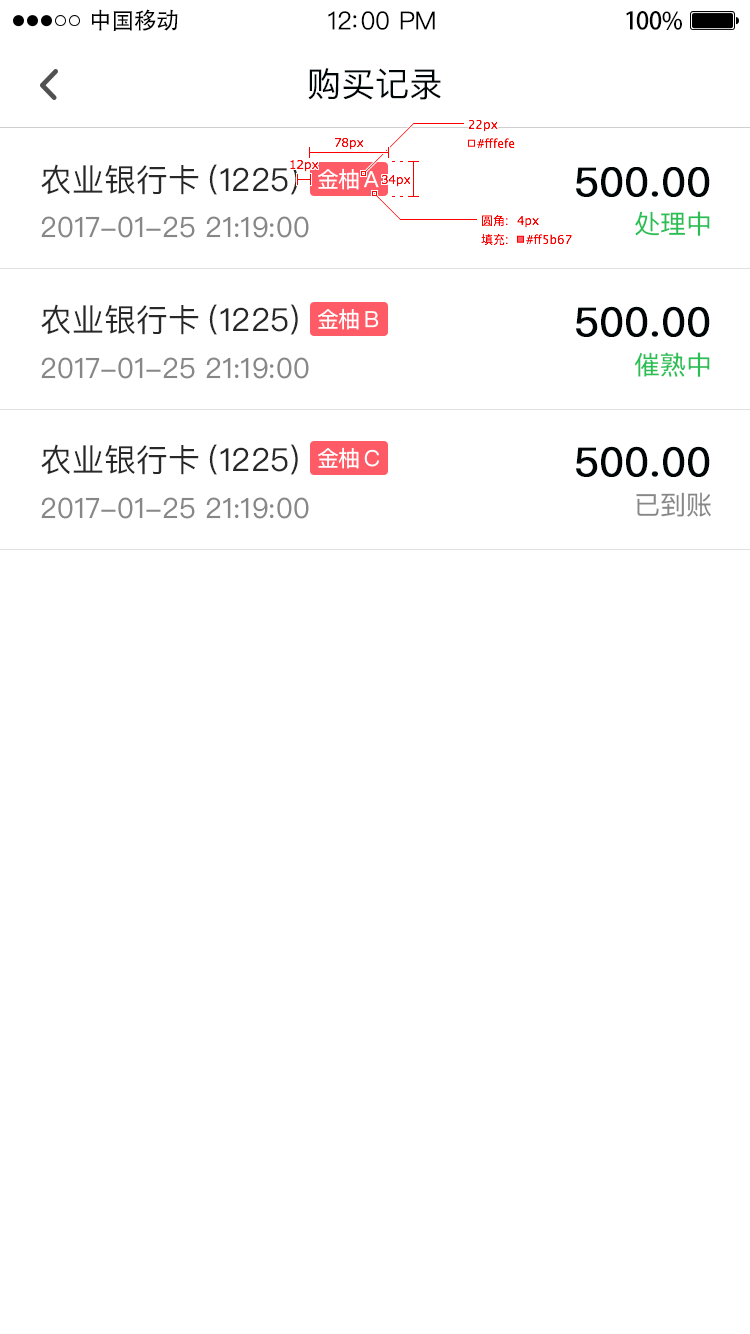 中国移动 12:00 PM 100%
购买记录
22px
#fffefe
78px
12px
农业银行卡 (1225) 金柚 A 34px 500.00
圆角: 4px
填充: #ff5b67
2017-01-25 21:19:00 处理中
农业银行卡 (1225) 金柚 B 500.00
2017-01-25 21:19:00 催熟中
农业银行卡 (1225) 金柚 C 500.00
2017-01-25 21:19:00 已到账